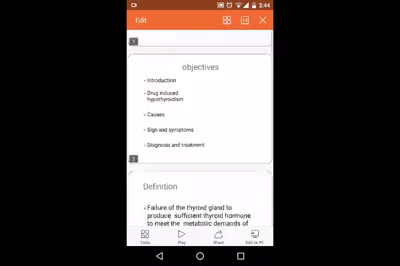 3:44
Edit
1
objectives
- Introduction
- Drug induced
hypothyroidism
- Causes
- Sign and symptoms
- Diagnosis and treatment
2
Definition
- Failure of the thyroid gland to
produce sufficient thyroid hormone
to meet the metabolic demands of
Tools
Play
Share
Edit on PC